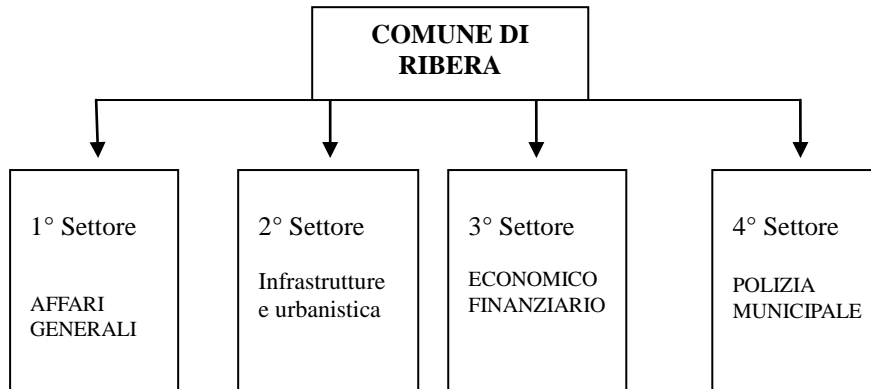 COMUNE DI
RIBERA
1° Settore
AFFARI
GENERALI
2° Settore
Infrastrutture
e urbanistica
3° Settore
ECONOMICO
FINANZIARIO
4° Settore
POLIZIA
MUNICIPALE